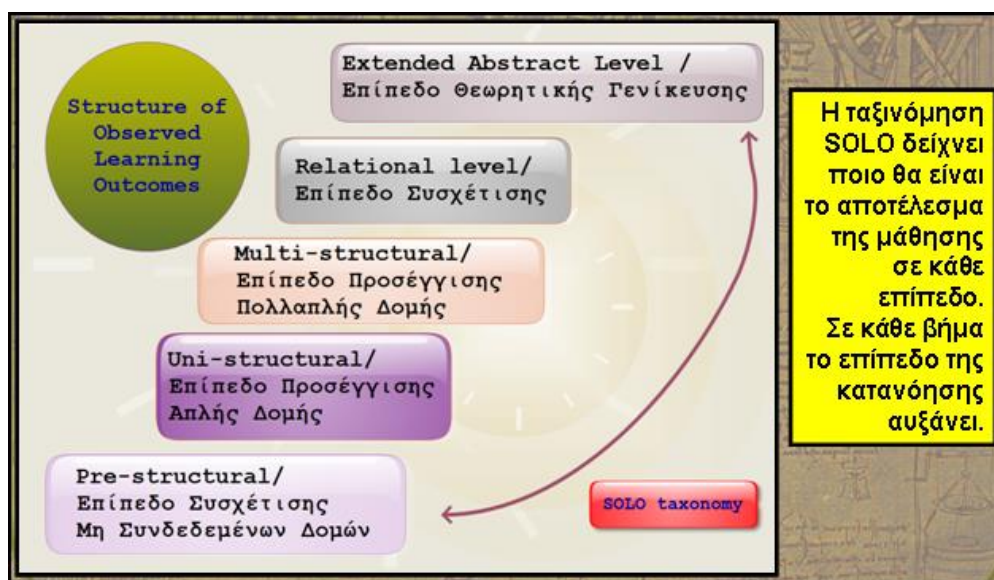 Structure of
Observed
Learning
Outcomes
Extended Abstract Level /
Επίπεδο Θεωρητικής Γενίκευσης
Relational level/
Επίπεδο Συσχέτισης
Multi-structural/
Επίπεδο Προσέγγισης
Πολλαπλής Δομής
Uni-structural/
Επίπεδο Προσέγγισης
Απλής Δομής
Pre-structural/
Επίπεδο Συσχέτισης
Μη Συνδεδεμένων Δομών
SOLO taxonomy
Η ταξινόμηση
SOLO δείχνει
ποιο θα είναι
το αποτέλεσμα
της μάθησης
σε κάθε
επίπεδο.
Σε κάθε βήμα
το επίπεδο της
κατανόησης
αυξάνει.